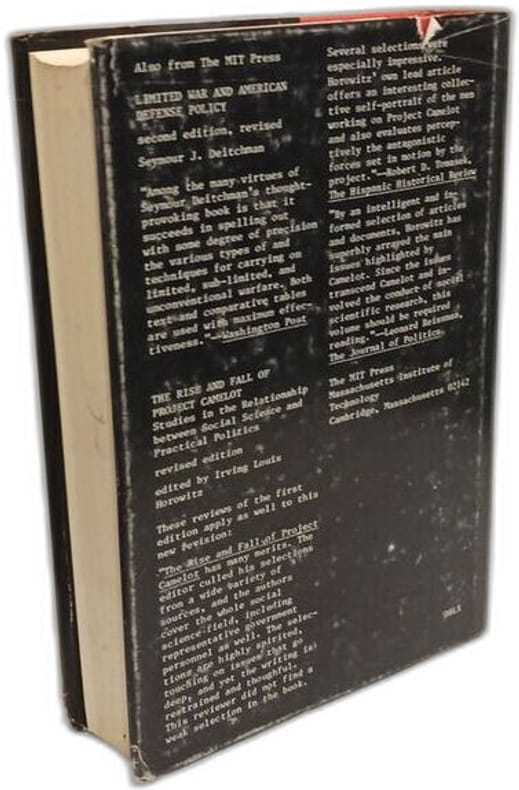 Also from The MIT Press
LIMITED WAR AND AMERICAN
DEFENSE POLICY
second edition, revised
Seymour J. Deitchman
"Among the many virtues of
Seymour Deitchman's thought-
provoking book is that it
succeeds in spelling out
with some degree of precision
the various types of and
techniques for carrying on
limited, sub-limited, and
unconventional warfare. Both
text and comparative tables
are used with maximum effec-
tiveness."—Washington Post
THE RISE AND FALL OF
PROJECT CAMELOT
Studies in the Relationship
between Social Science and
Practical Politics
revised edition
edited by Irving Louis
Horowitz
These reviews of the first
edition apply as well to this
new revision:
"The Rise and Fall of Project
Camelot has many merits. The
editor culled his selections
from a wide variety of
sources, and the authors
cover the whole social
science field, including
representative government
personnel as well. The selec-
tions are highly spirited,
touching on issues that go
deep, and yet the writing is
restrained and thoughtful.
This reviewer did not find a
weak selection in the book.
Several selections were
especially impressive.
Horowitz' own lead article
offers an interesting collec-
tive self-portrait of the men
working on Project Camelot
and also evaluates percep-
tively the antagonistic
forces set in motion by the
project."—Robert D. Tomasek,
The Hispanic Historical Review
"By an intelligent and in-
formed selection of articles
and documents, Horowitz has
superbly arrayed the main
issues highlighted by
Camelot. Since the issues
transcend Camelot and in-
volved the conduct of social
scientific research, this
volume should be required
reading."—Leonard Reissman,
The Journal of Politics
The MIT Press
Massachusetts Institute of
Technology
Cambridge, Massachusetts 02142